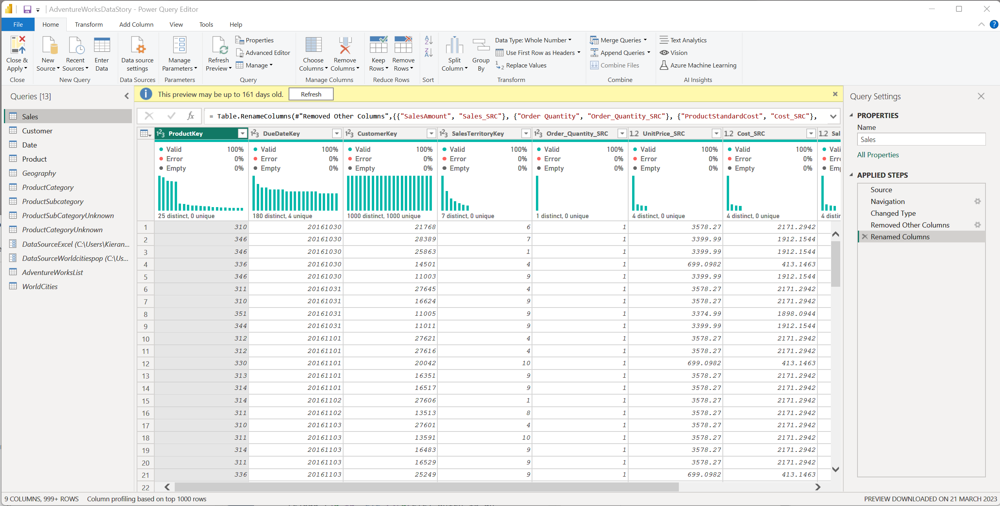 AdventureWorksDataStory - Power Query Editor
File Home Transform Add Column View Tools Help
Close & Apply
New Source
Recent Sources
Enter Data
Data source settings
Manage Parameters
Refresh Preview
Properties
Advanced Editor
Manage
Choose Columns
Remove Columns
Keep Rows
Remove Rows
Split Column
Group By
Data Type: Whole Number
Use First Row as Headers
Replace Values
Merge Queries
Append Queries
Combine Files
Text Analytics
Vision
Azure Machine Learning
Close New Query Data Sources Parameters Query Manage Columns Reduce Rows Sort Transform Combine AI Insights
Queries [13]
Sales
Customer
Date
Product
Geography
ProductCategory
ProductSubcategory
ProductSubCategoryUnknown
ProductCategoryUnknown
DataSourceExcel (C:\Users\Kieran...
DataSourceWorldcitiespop (C:\Us...
AdventureWorksList
WorldCities
This preview may be up to 161 days old. Refresh
fx = Table.RenameColumns(#"Removed Other Columns",{{"SalesAmount", "Sales_SRC"}, {"Order Quantity", "Order_Quantity_SRC"}, {"ProductStandardCost", "Cost_SRC"},
ProductKey DueDateKey CustomerKey SalesTerritoryKey Order_Quantity_SRC 1.2 UnitPrice_SRC 1.2 Cost_SRC 1.2 Sal
Valid 100% Valid 100% Valid 100% Valid 100% Valid 100% Valid 100% Valid 100% Vali
Error 0% Error 0% Error 0% Error 0% Error 0% Error 0% Error 0% Erro
Empty 0% Empty 0% Empty 0% Empty 0% Empty 0% Empty 0% Empty 0% Emp
25 distinct, 0 unique 180 distinct, 4 unique 1000 distinct, 1000 unique 7 distinct, 0 unique 1 distinct, 0 unique 4 distinct, 0 unique 4 distinct, 0 unique 4 distin
1 310 20161030 21768 6 1 3578.27 2171.2942
2 346 20161030 28389 7 1 3399.99 1912.1544
3 346 20161030 25863 1 1 3399.99 1912.1544
4 336 20161030 14501 4 1 699.0982 413.1463
5 346 20161030 11003 9 1 3399.99 1912.1544
6 311 20161031 27645 4 1 3578.27 2171.2942
7 310 20161031 16624 9 1 3578.27 2171.2942
8 351 20161031 11005 9 1 3374.99 1898.0944
9 344 20161031 11011 9 1 3399.99 1912.1544
10 312 20161101 27621 4 1 3578.27 2171.2942
11 312 20161101 27616 4 1 3578.27 2171.2942
12 330 20161101 20042 10 1 699.0982 413.1463
13 313 20161101 16351 9 1 3578.27 2171.2942
14 314 20161101 16517 9 1 3578.27 2171.2942
15 314 20161102 27606 1 1 3578.27 2171.2942
16 311 20161102 13513 8 1 3578.27 2171.2942
17 310 20161103 27601 4 1 3578.27 2171.2942
18 311 20161103 13591 10 1 3578.27 2171.2942
19 314 20161103 16483 9 1 3578.27 2171.2942
20 311 20161103 16529 9 1 3578.27 2171.2942
21 336 20161103 25249 9 1 699.0982 413.1463
22
Query Settings
PROPERTIES
Name
Sales
All Properties
APPLIED STEPS
Source
Navigation
Changed Type
Removed Other Columns
Renamed Columns
9 COLUMNS, 999+ ROWS Column profiling based on top 1000 rows
PREVIEW DOWNLOADED ON 21 MARCH 2023